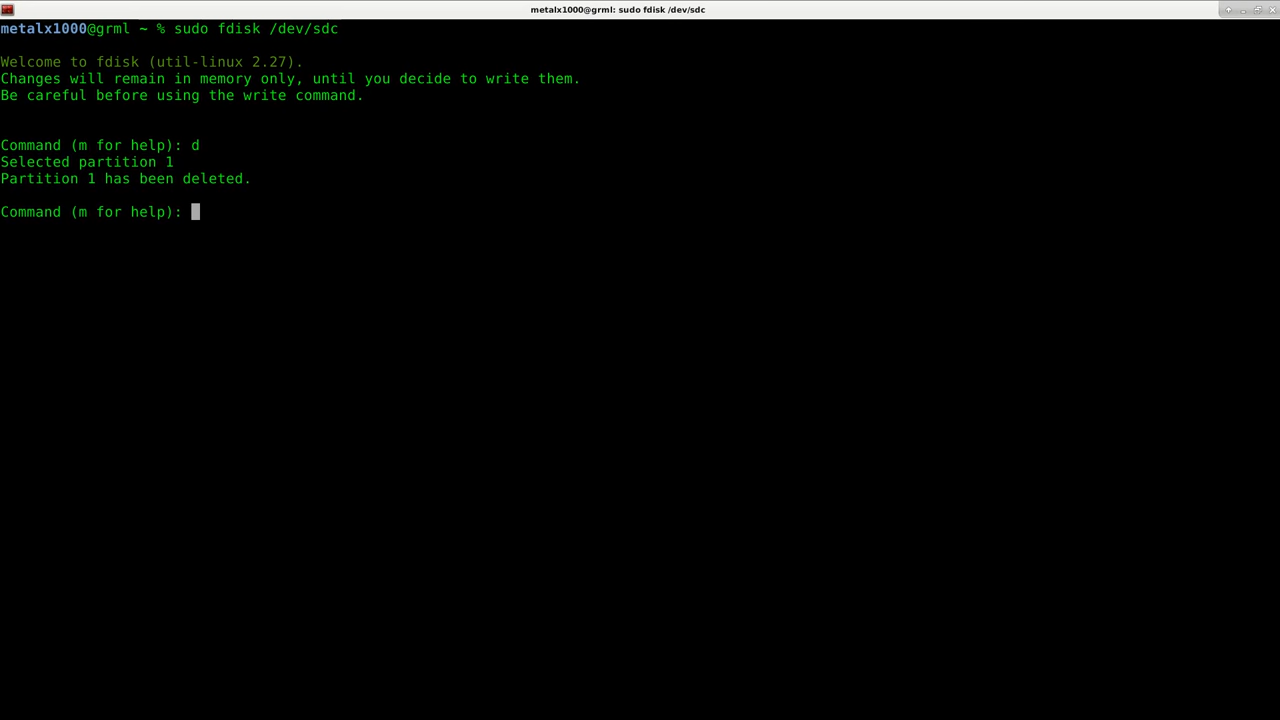 metalx1000@grml: sudo fdisk /dev/sdc
metalx1000@grml ~ % sudo fdisk /dev/sdc
Welcome to fdisk (util-linux 2.27).
Changes will remain in memory only, until you decide to write them.
Be careful before using the write command.
Command (m for help): d
Selected partition 1
Partition 1 has been deleted.
Command (m for help):